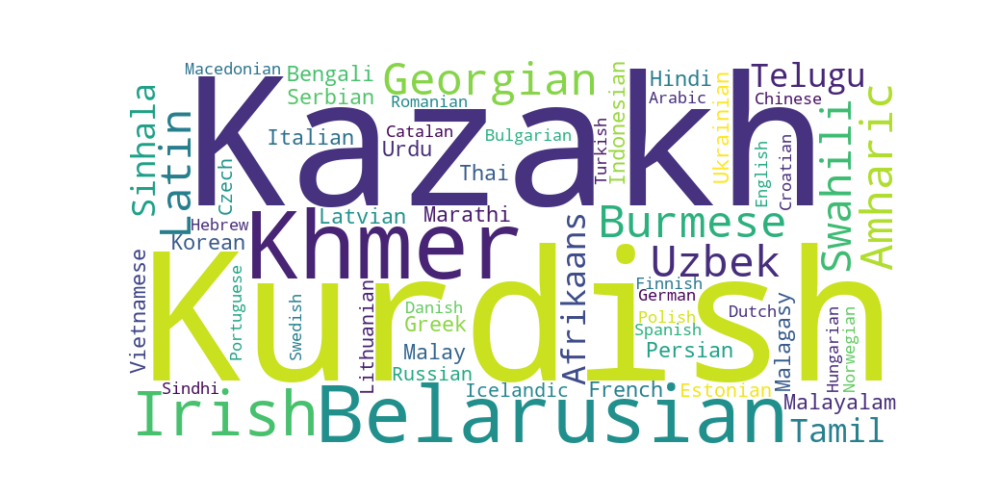 Macedonian
Bengali
Georgian
Hindi
Telugu
Kazakh
Serbian
Romanian
Indonesian
Arabic
Chinese
Sinhala
Latin
Italian
Catalan
Bulgarian
Turkish
Ukrainian
English
Croatian
Swahili
Amharic
Urdu
Czech
Thai
Hebrew
Latvian
Marathi
Burmese
Korean
Khmer
Afrikaans
Uzbek
Vietnamese
Kurdish
Portuguese
Swedish
Lithuanian
Danish
Greek
Finnish
German
Polish
Spanish
Dutch
Malagasy
Hungarian
Norwegian
Malay
Persian
Russian
Sindhi
Icelandic
French
Estonian
Malayalam
Irish
Belarusian
Tamil